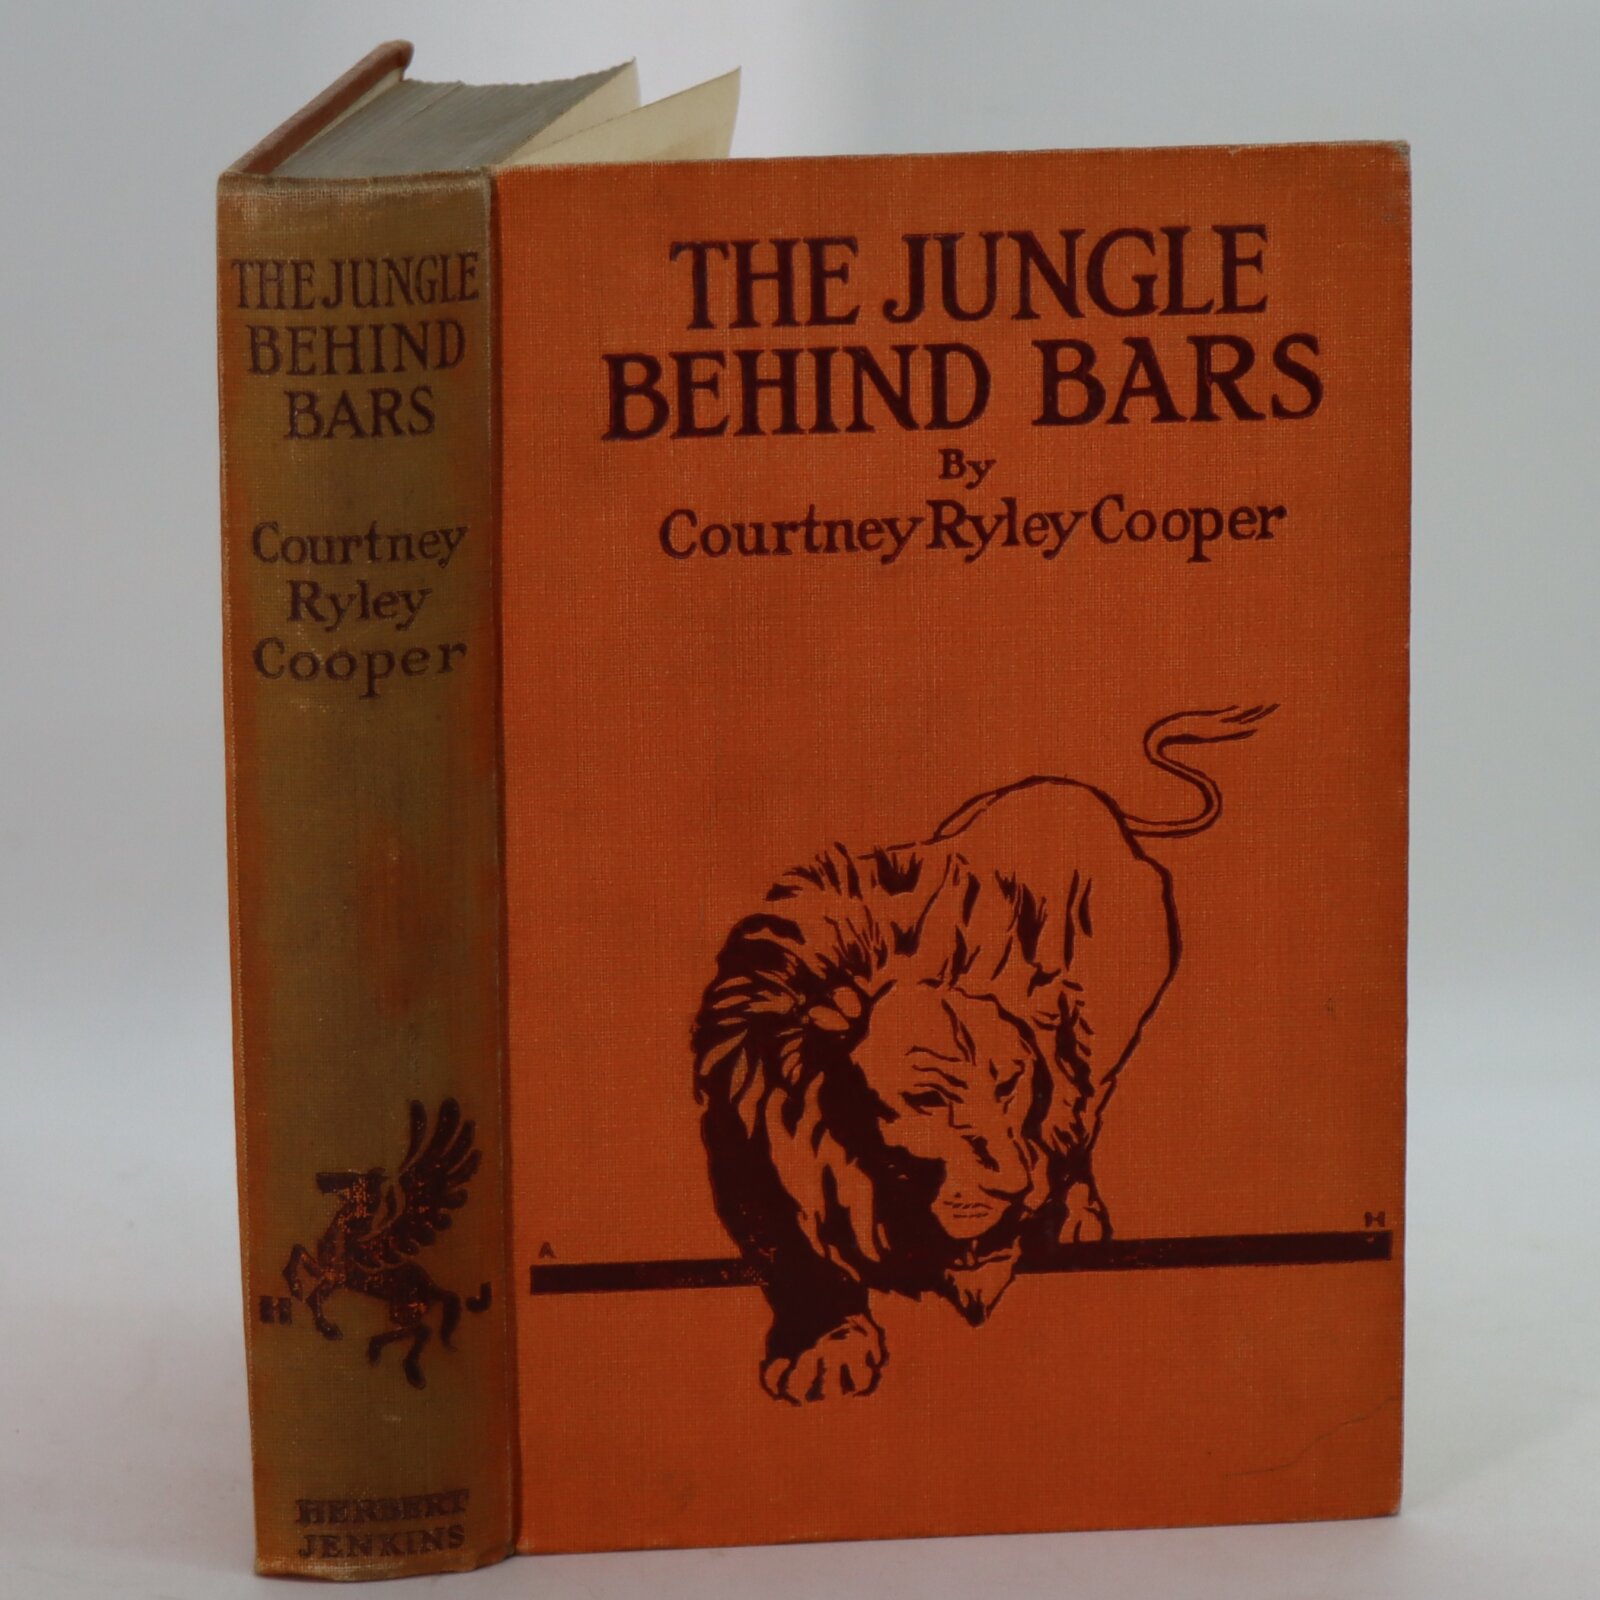 THE JUNGLE
BEHIND
BARS
Courtney
Ryley
Cooper
H J
HERBERT
JENKINS
THE JUNGLE
BEHIND BARS
By
Courtney Ryley Cooper
A H